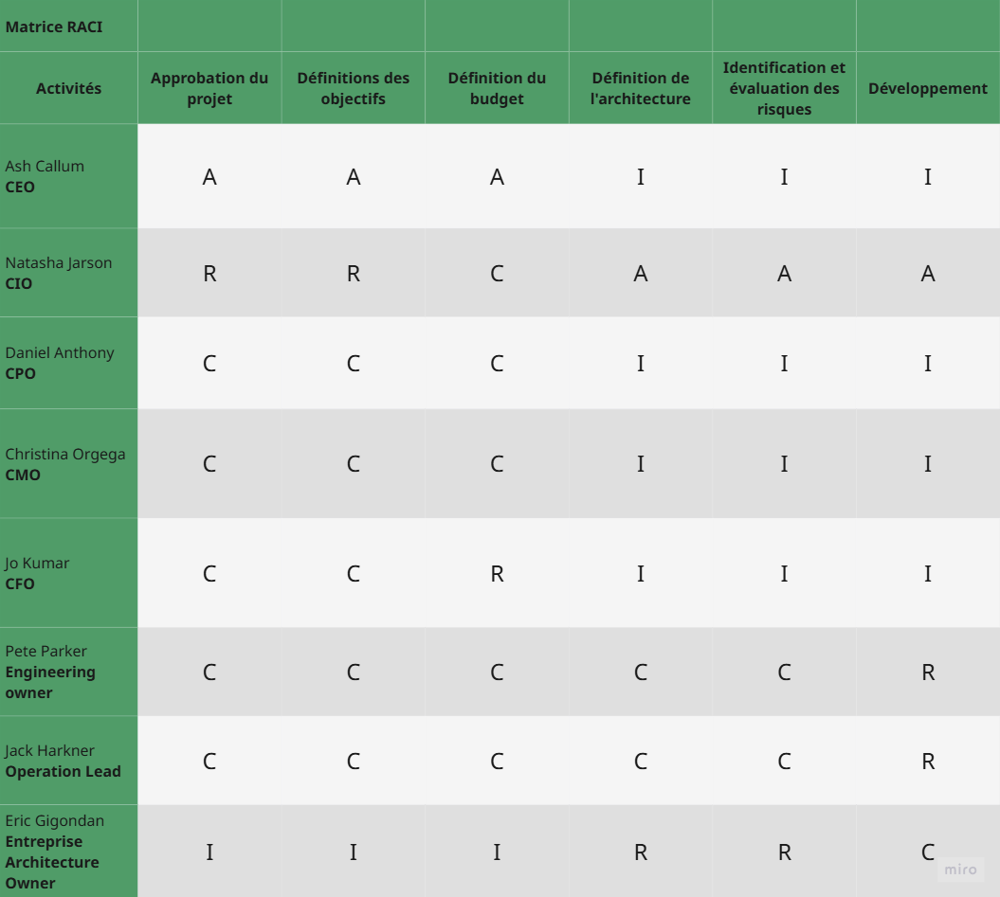 Matrice RACI
Activités
Approbation du
projet
Définitions des
objectifs
Définition du
budget
Définition de
l'architecture
Identification et
évaluation des
risques
Développement
Ash Callum
CEO
A A A I I I
Natasha Jarson
CIO
R R C A A A
Daniel Anthony
CPO
C C C I I I
Christina Orgega
CMO
C C C I I I
Jo Kumar
CFO
C C R I I I
Pete Parker
Engineering
owner
C C C C C R
Jack Harkner
Operation Lead
C C C C C R
Eric Gigondan
Entreprise
Architecture
Owner
I I I R R C
miro